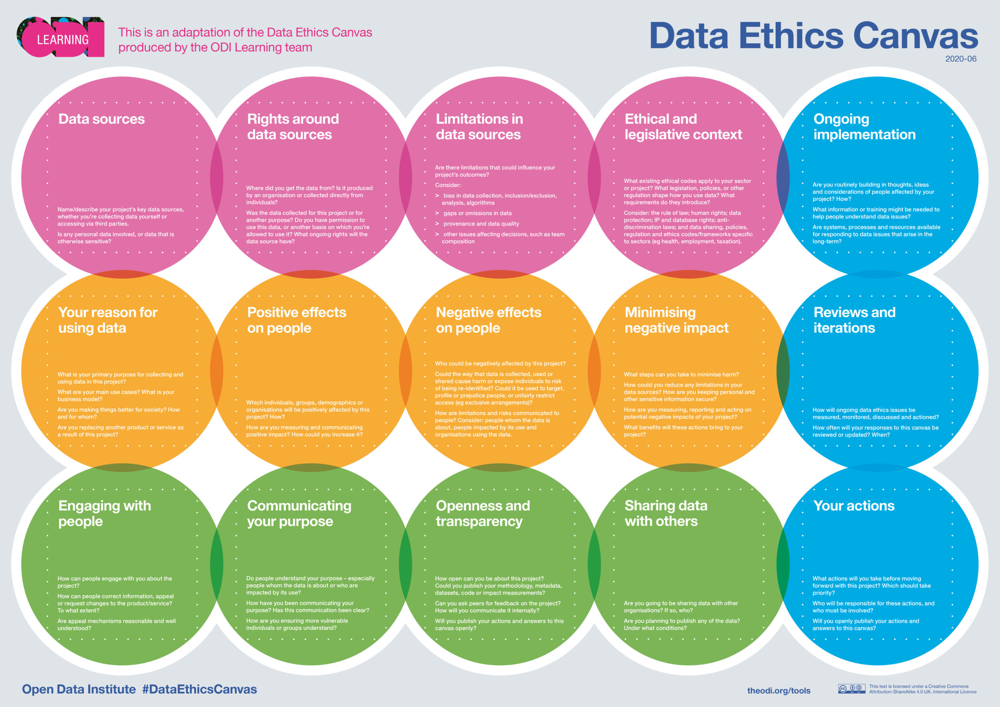 LEARNING
This is an adaptation of the Data Ethics Canvas
produced by the ODI Learning team
Data Ethics Canvas
2020-06
Data sources
Name/describe your project's key data sources,
whether you're collecting data yourself or
accessing via third parties.
Is any personal data involved, or data that is
otherwise sensitive?
Rights around
data sources
Where did you get the data from? Is it produced
by an organisation or collected directly from
individuals?
Was the data collected for this project or for
another purpose? Do you have permission to
use this data, or another basis on which you're
allowed to use it? What ongoing rights will the
data source have?
Limitations in
data sources
Are there limitations that could influence your
project's outcomes?
Consider:
> bias in data collection, inclusion/exclusion,
analysis, algorithms
> gaps or omissions in data
> provenance and data quality
> other issues affecting decisions, such as team
composition
Ethical and
legislative context
What existing ethical codes apply to your sector
or project? What legislation, policies, or other
regulation shape how you use data? What
requirements do they introduce?
Consider: the rule of law; human rights; data
protection; IP and database rights; anti-
discrimination laws; and data sharing, policies,
regulation and ethics codes/frameworks specific
to sectors (eg health, employment, taxation).
Ongoing
implementation
Are you routinely building in thoughts, ideas
and considerations of people affected by your
project? How?
What information or training might be needed to
help people understand data issues?
Are systems, processes and resources available
for responding to data issues that arise in the
long-term?
Your reason for
using data
What is your primary purpose for collecting and
using data in this project?
What are your main use cases? What is your
business model?
Are you making things better for society? How
and for whom?
Are you replacing another product or service as
a result of this project?
Positive effects
on people
Which individuals, groups, demographics or
organisations will be positively affected by this
project? How?
How are you measuring and communicating
positive impact? How could you increase it?
Negative effects
on people
Who could be negatively affected by this project?
Could the way that data is collected, used or
shared cause harm or expose individuals to risk
of being re-identified? Could it be used to target,
profile or prejudice people, or unfairly restrict
access (eg exclusive arrangements)?
How are limitations and risks communicated to
people? Consider: people whom the data is
about, people impacted by its use and
organisations using the data.
Minimising
negative impact
What steps can you take to minimise harm?
How could you reduce any limitations in your
data sources? How are you keeping personal and
other sensitive information secure?
How are you measuring, reporting and acting on
potential negative impacts of your project?
What benefits will these actions bring to your
project?
Reviews and
iterations
How will ongoing data ethics issues be
measured, monitored, discussed and actioned?
How often will your responses to this canvas be
reviewed or updated? When?
Engaging with
people
How can people engage with you about the
project?
How can people correct information, appeal
or request changes to the product/service?
To what extent?
Are appeal mechanisms reasonable and well
understood?
Communicating
your purpose
Do people understand your purpose – especially
people whom the data is about or who are
impacted by its use?
How have you been communicating your
purpose? Has this communication been clear?
How are you ensuring more vulnerable
individuals or groups understand?
Openness and
transparency
How open can you be about this project?
Could you publish your methodology, metadata,
datasets, code or impact measurements?
Can you ask peers for feedback on the project?
How will you communicate it internally?
Will you publish your actions and answers to this
canvas openly?
Sharing data
with others
Are you going to be sharing data with other
organisations? If so, who?
Are you planning to publish any of the data?
Under what conditions?
Your actions
What actions will you take before moving
forward with this project? Which should take
priority?
Who will be responsible for these actions, and
who must be involved?
Will you openly publish your actions and
answers to this canvas?
Open Data Institute #DataEthicsCanvas
theodi.org/tools
cc BY SA
This text is licensed under a Creative Commons
Attribution-ShareAlike 4.0 UK. International Licence